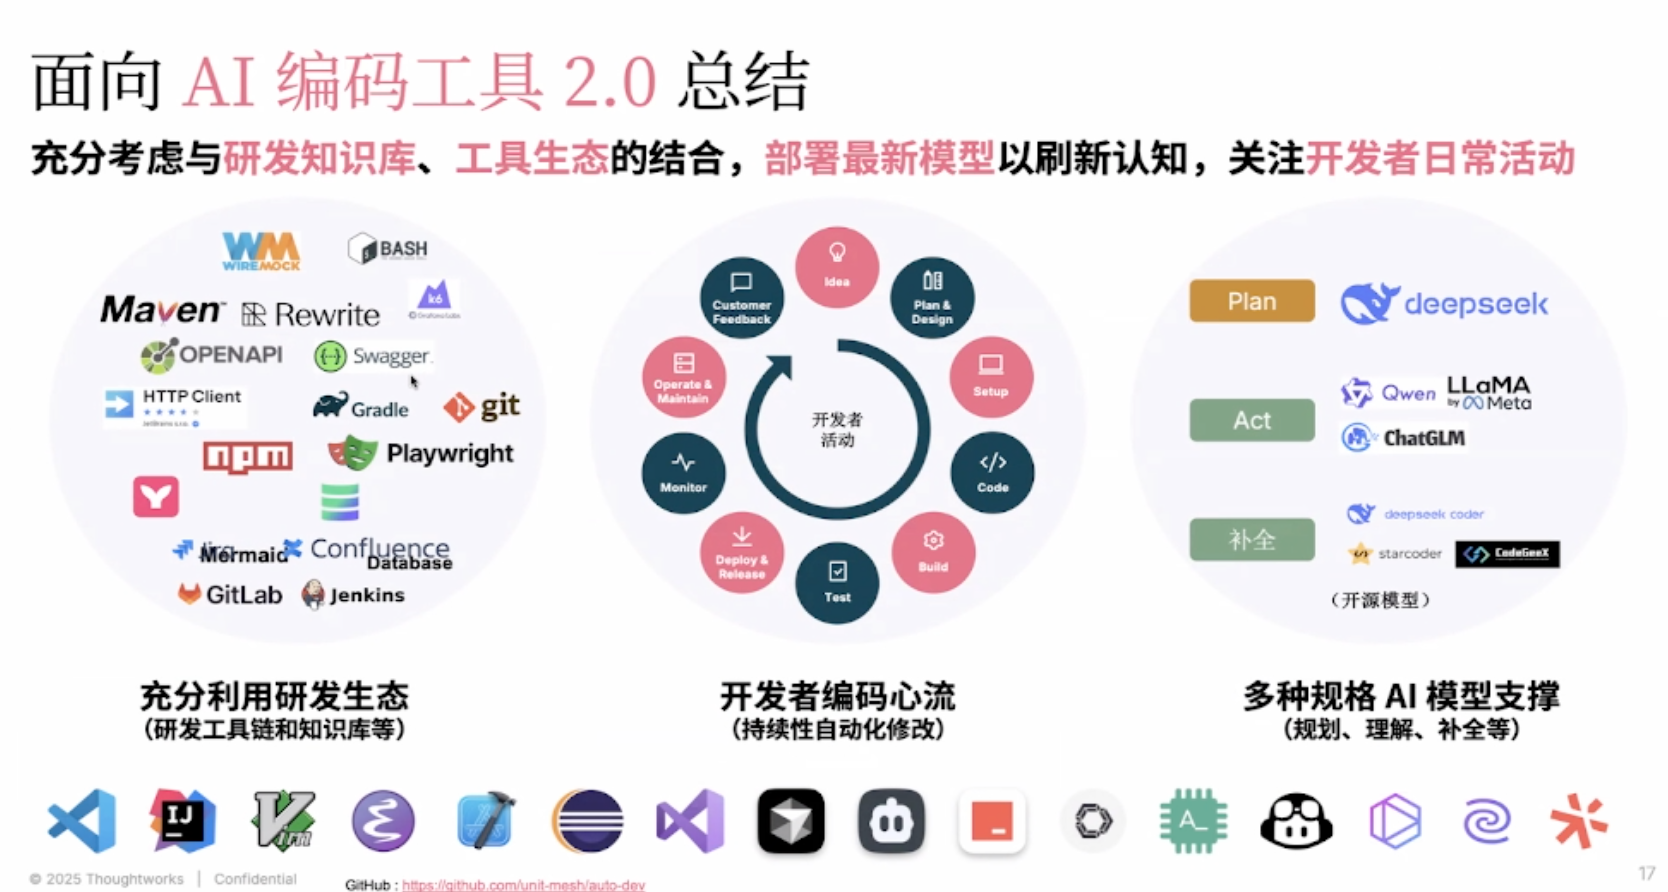 面向 AI 编码工具 2.0 总结
充分考虑与研发知识库、工具生态的结合，部署最新模型以刷新认知，关注开发者日常活动
WM
WIREMOCK
BASH
Maven™
Rewrite
k6
Grafana Labs
OPENAPI
Swagger.
HTTP Client
Gradle
git
npm
Playwright
Mermaid
Confluence
Database
GitLab
Jenkins
充分利用研发生态
（研发工具链和知识库等）
Idea
Plan &
Design
Setup
Code
Build
Test
Deploy &
Release
Monitor
Operate &
Maintain
Customer
Feedback
开发者
活动
开发者编码心流
（持续性自动化修改）
Plan
deepseek
Act
Qwen
LLaMA
by Meta
ChatGLM
补全
deepseek coder
starcoder
CodeGeeX
（开源模型）
多种规格 AI 模型支撑
（规划、理解、补全等）
IJ
Vim
A_
© 2025 Thoughtworks | Confidential
GitHub : https://github.com/unit-mesh/auto-dev
17